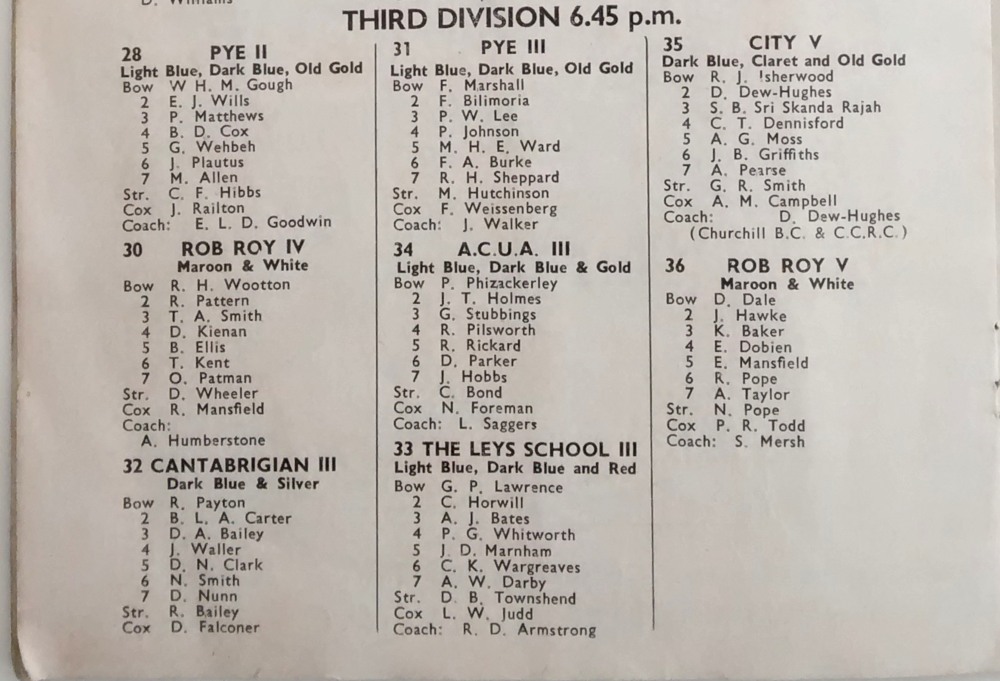 D. Williams
THIRD DIVISION 6.45 p.m.
28 PYE II
Light Blue, Dark Blue, Old Gold
Bow W H. M. Gough
2 E. J. Wills
3 P. Matthews
4 B. D. Cox
5 G. Wehbeh
6 J. Plautus
7 M. Allen
Str. C. F. Hibbs
Cox J. Railton
Coach: E. L. D. Goodwin
30 ROB ROY IV
Maroon & White
Bow R. H. Wootton
2 R. Pattern
3 T. A. Smith
4 D. Kienan
5 B. Ellis
6 T. Kent
7 O. Patman
Str. D. Wheeler
Cox R. Mansfield
Coach:
A. Humberstone
32 CANTABRIGIAN III
Dark Blue & Silver
Bow R. Payton
2 B. L. A. Carter
3 D. A. Bailey
4 J. Waller
5 D. N. Clark
6 N. Smith
7 D. Nunn
Str. R. Bailey
Cox D. Falconer
31 PYE III
Light Blue, Dark Blue, Old Gold
Bow F. Marshall
2 F. Bilimoria
3 P. W. Lee
4 P. Johnson
5 M. H. E. Ward
6 F. A. Burke
7 R. H. Sheppard
Str. M. Hutchinson
Cox F. Weissenberg
Coach: J. Walker
34 A.C.U.A. III
Light Blue, Dark Blue & Gold
Bow P. Phizackerley
2 J. T. Holmes
3 G. Stubbings
4 R. Pilsworth
5 R. Rickard
6 D. Parker
7 J. Hobbs
Str. C. Bond
Cox N. Foreman
Coach: L. Saggers
33 THE LEYS SCHOOL III
Light Blue, Dark Blue and Red
Bow G. P. Lawrence
2 C. Horwill
3 A. J. Bates
4 P. G. Whitworth
5 J. D. Marnham
6 C. K. Wargreaves
7 A. W. Darby
Str. D. B. Townshend
Cox L. W. Judd
Coach: R. D. Armstrong
35 CITY V
Dark Blue, Claret and Old Gold
Bow R. J. Isherwood
2 D. Dew-Hughes
3 S. B. Sri Skanda Rajah
4 C. T. Dennisford
5 A. G. Moss
6 J. B. Griffiths
7 A. Pearse
Str. G. R. Smith
Cox A. M. Campbell
Coach: D. Dew-Hughes
(Churchill B.C. & C.C.R.C.)
36 ROB ROY V
Maroon & White
Bow D. Dale
2 J. Hawke
3 K. Baker
4 E. Dobien
5 E. Mansfield
6 R. Pope
7 A. Taylor
Str. N. Pope
Cox P. R. Todd
Coach: S. Mersh